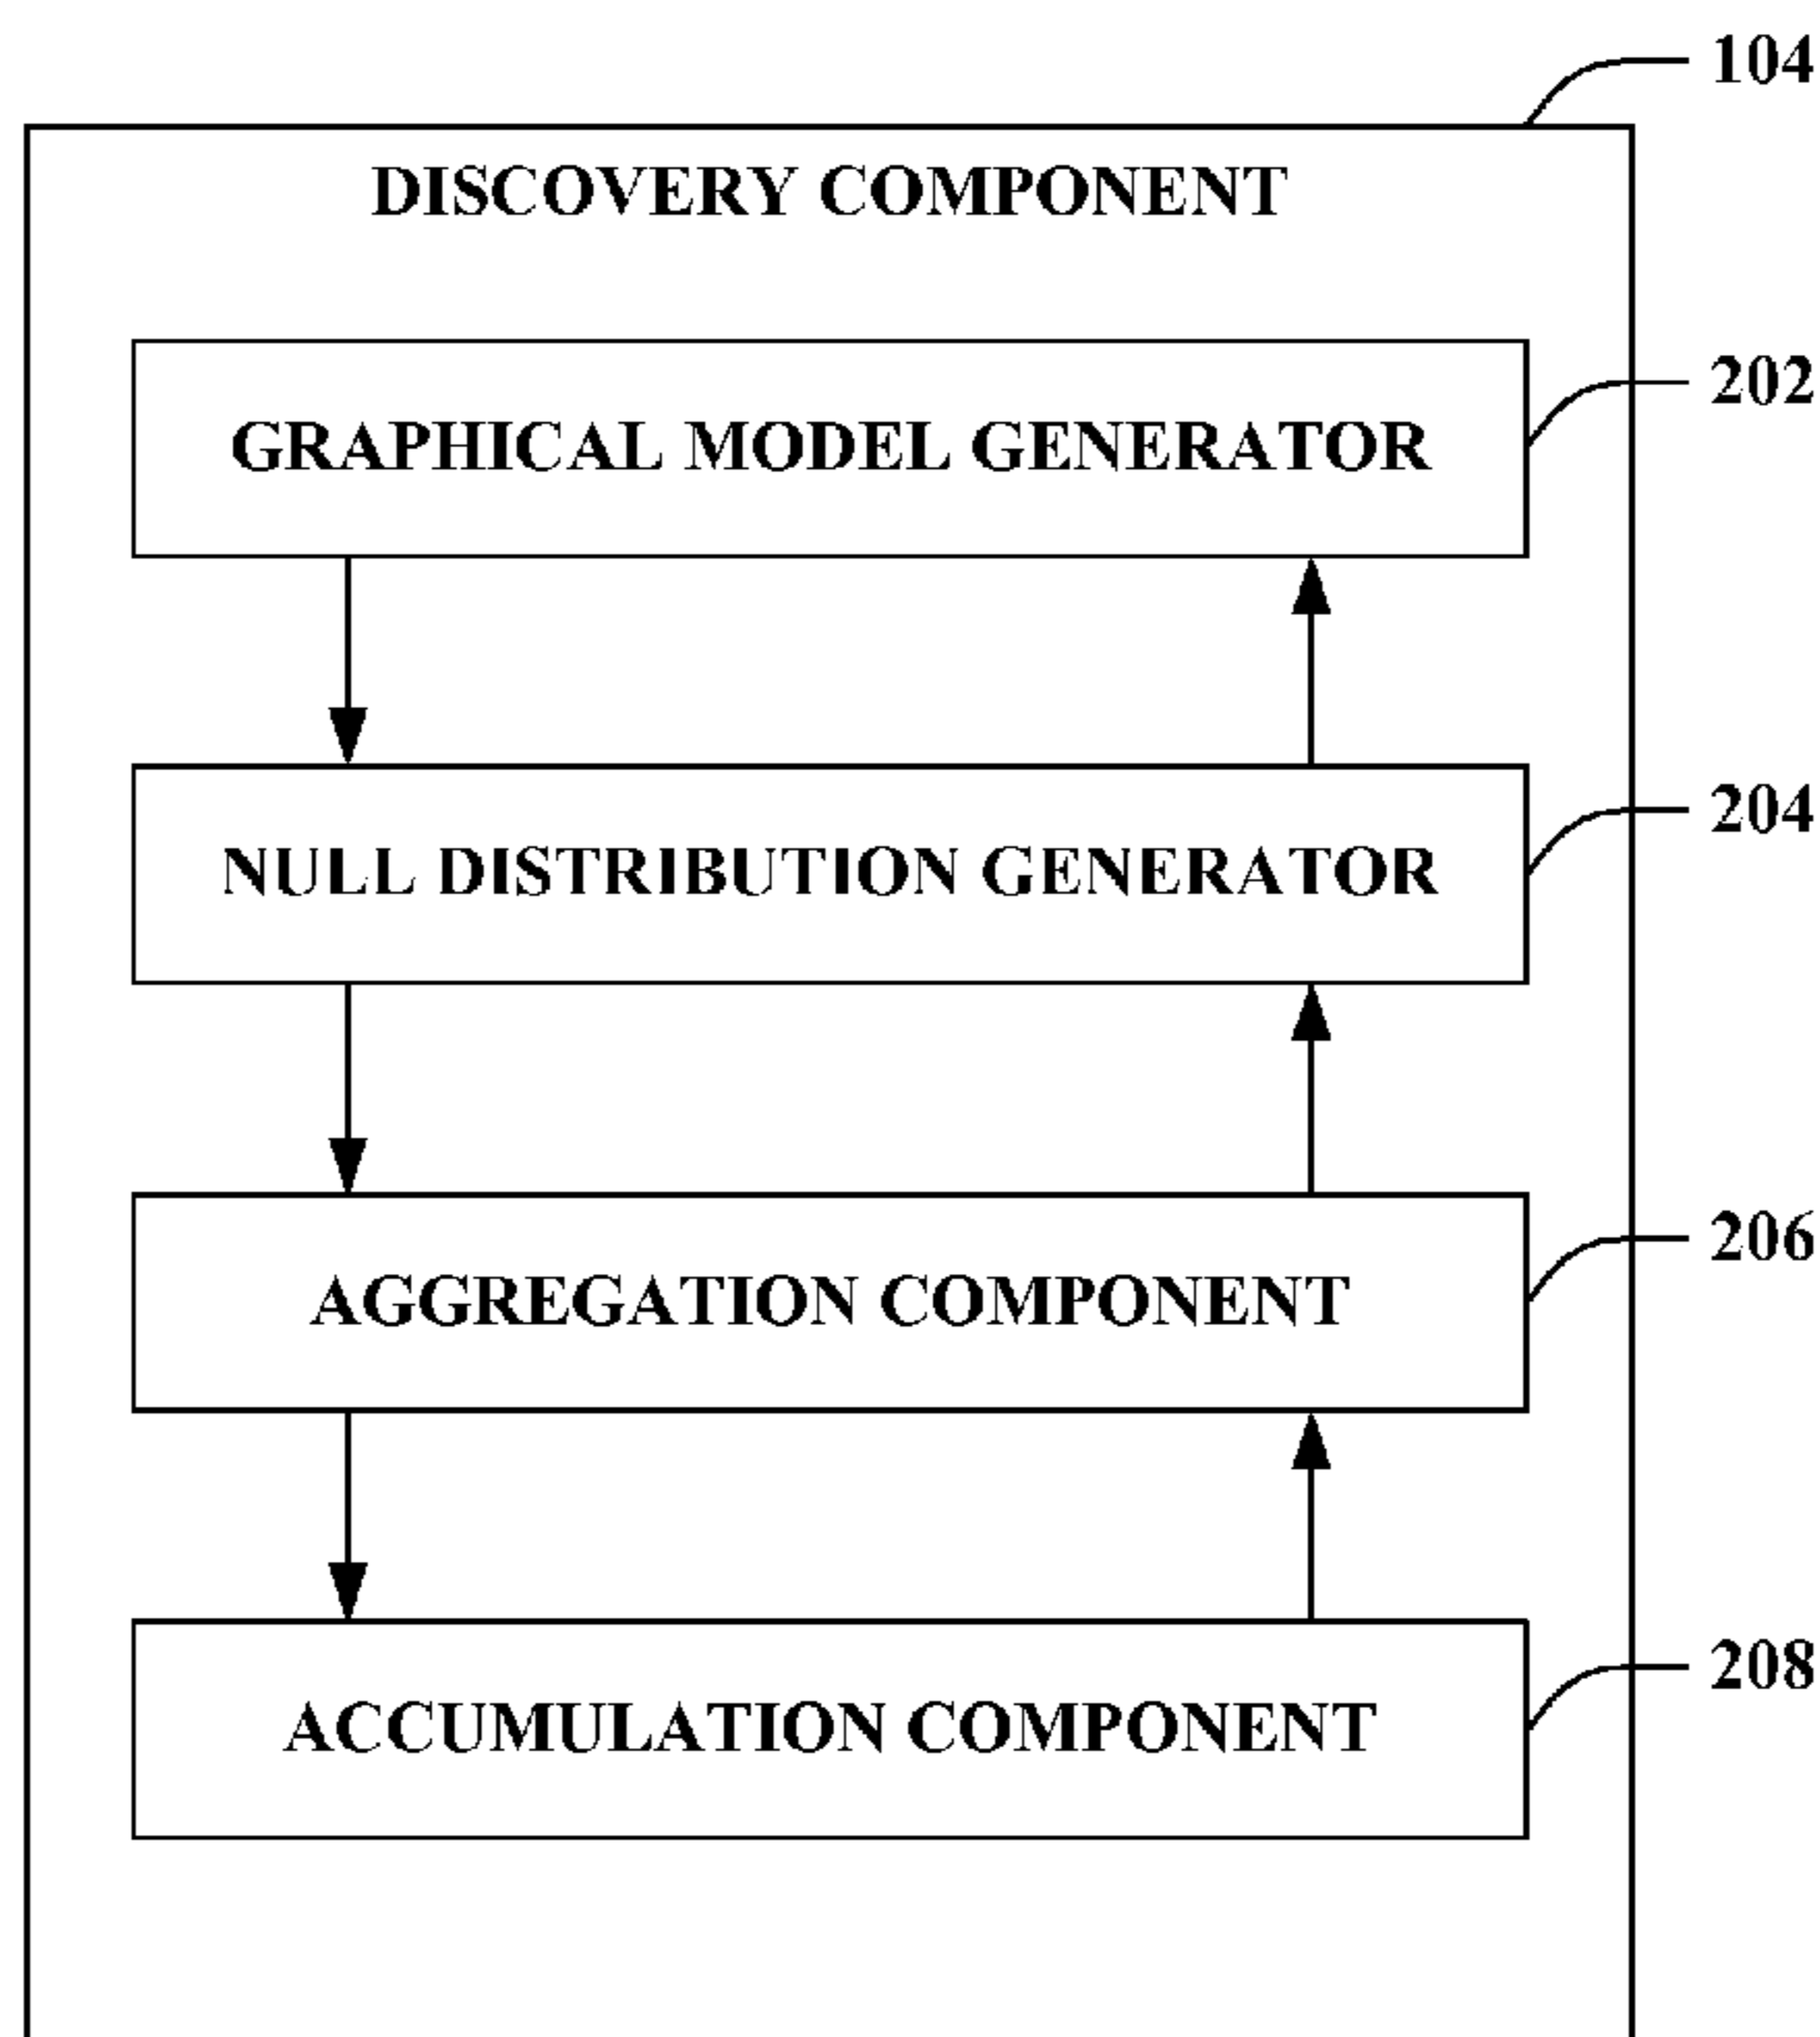 104
DISCOVERY COMPONENT
202
GRAPHICAL MODEL GENERATOR
204
NULL DISTRIBUTION GENERATOR
206
AGGREGATION COMPONENT
208
ACCUMULATION COMPONENT